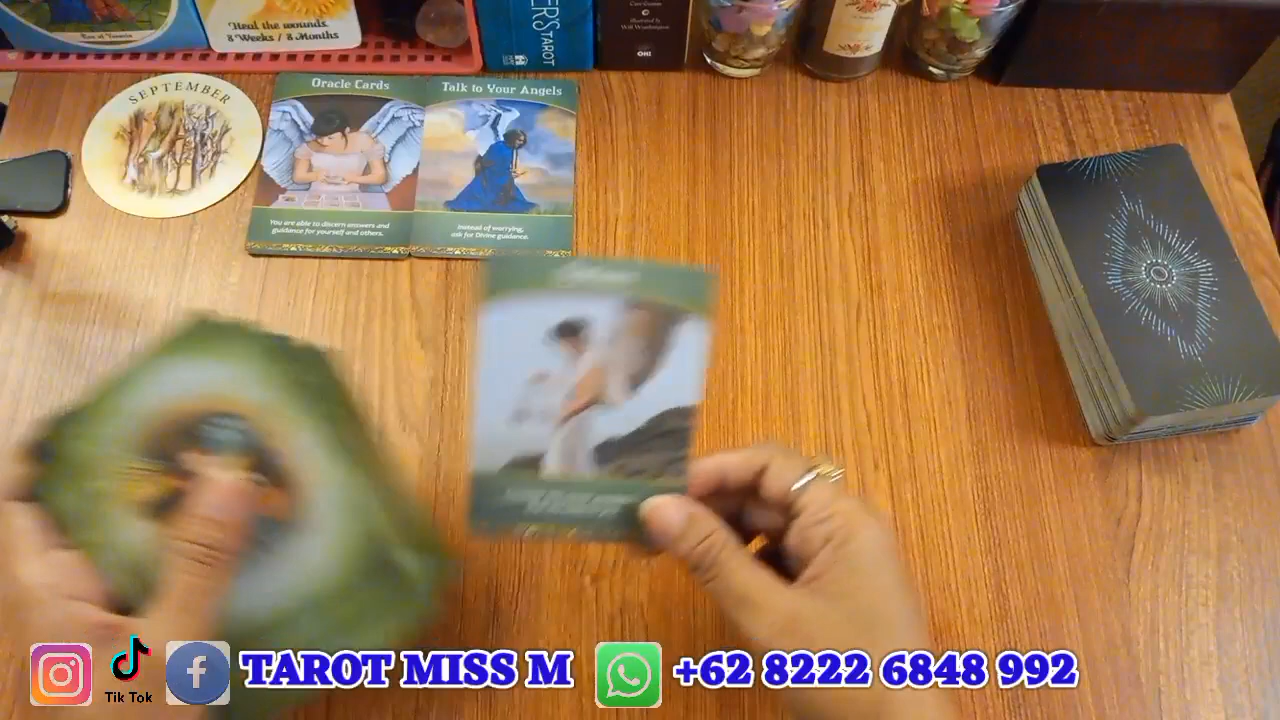 Heal the wounds.
8 Weeks / 8 Months
ERS TAROT
OH!
SEPTEMBER
Oracle Cards
You are able to discern answers and
guidance for yourself and others.
Talk to Your Angels
Instead of worrying,
ask for Divine guidance.
Tik Tok
TAROT MISS M
+62 8222 6848 992